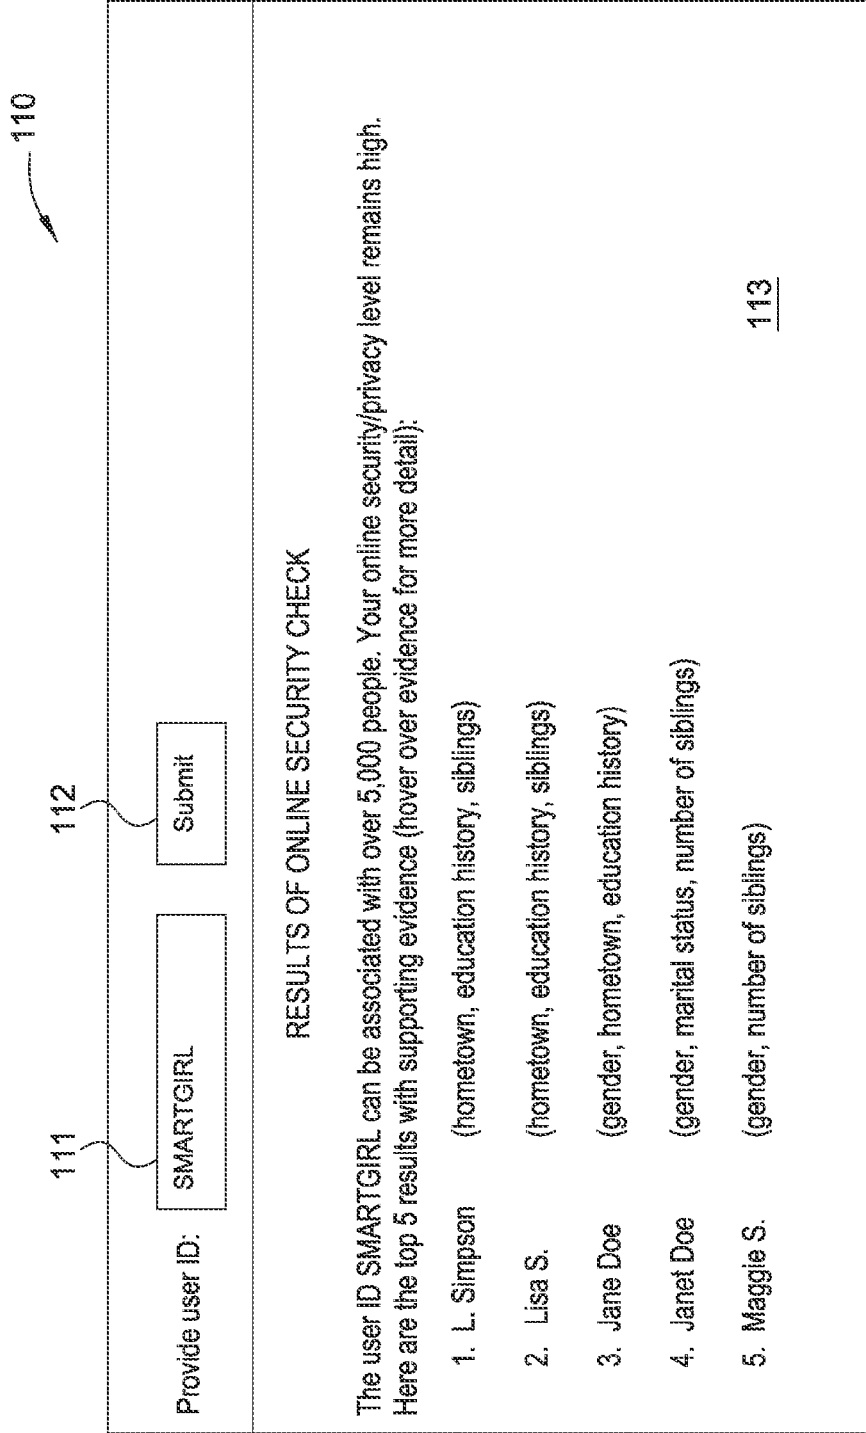 110
111
112
Provide user ID:
SMARTGIRL
Submit
RESULTS OF ONLINE SECURITY CHECK
The user ID SMARTGIRL can be associated with over 5,000 people. Your online security/privacy level remains high.
Here are the top 5 results with supporting evidence (hover over evidence for more detail):
1. L. Simpson (hometown, education history, siblings)
2. Lisa S. (hometown, education history, siblings)
3. Jane Doe (gender, hometown, education history)
4. Janet Doe (gender, marital status, number of siblings)
5. Maggie S. (gender, number of siblings)
113